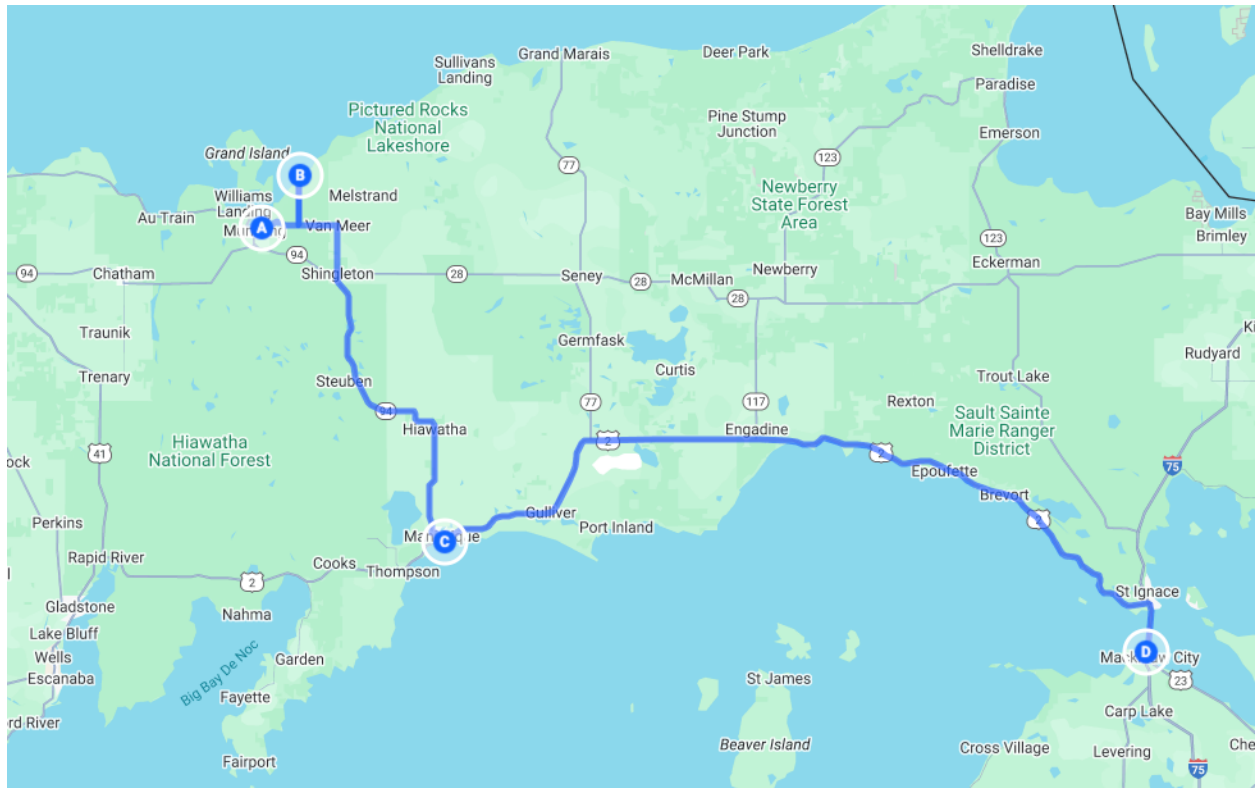 Grand Marais
Deer Park
Shelldrake
Sullivans
Landing
Paradise
Pictured Rocks
National
Lakeshore
Pine Stump
Junction
Emerson
Grand Island
123
77
B
Newberry
State Forest
Area
Williams
Landing
Melstrand
Au Train
A
Van Meer
Bay Mills
Brimley
94
123
Eckerman
94
Chatham
Shingleton
28
Seney
28
McMillan
Newberry
28
Traunik
Germfask
Rudyard
Trenary
Steuben
Curtis
Trout Lake
94
77
117
Rexton
Sault Sainte
Marie Ranger
District
Hiawatha
Engadine
Hiawatha
National Forest
41
2
2
Epoufette
75
Brevort
Gulliver
2
Perkins
Port Inland
C
Rapid River
Cooks
Thompson
2
St Ignace
Gladstone
Nahma
Lake Bluff
Wells
Escanaba
Big Bay De Noc
Garden
D
23
St James
Fayette
Carp Lake
Cross Village
Levering
Beaver Island
Fairport
75